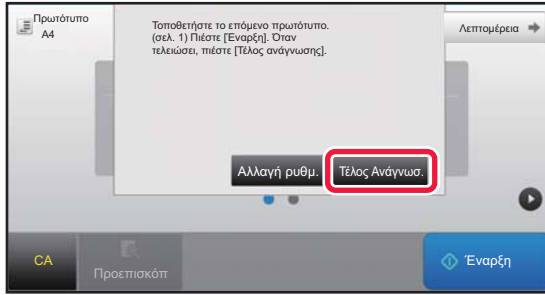 Πρωτότυπο
A4
Τοποθετήστε το επόμενο πρωτότυπο.
(σελ. 1) Πιέστε [Έναρξη]. Όταν
τελειώσει, πιέστε [Τέλος ανάγνωσης].
Λεπτομέρεια
Αλλαγή ρυθμ.
Τέλος Ανάγνωσ.
CA
Προεπισκόπ
Έναρξη